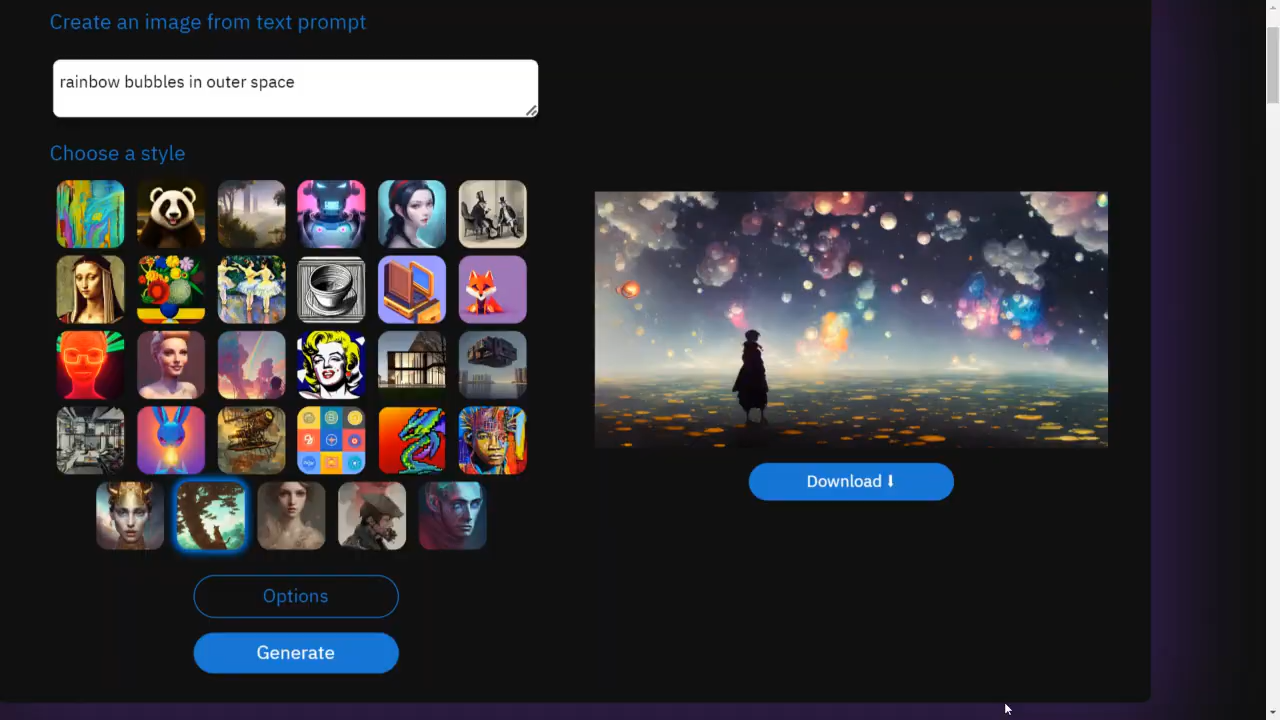 Create an image from text prompt
rainbow bubbles in outer space
Choose a style
Download ⬇
Options
Generate